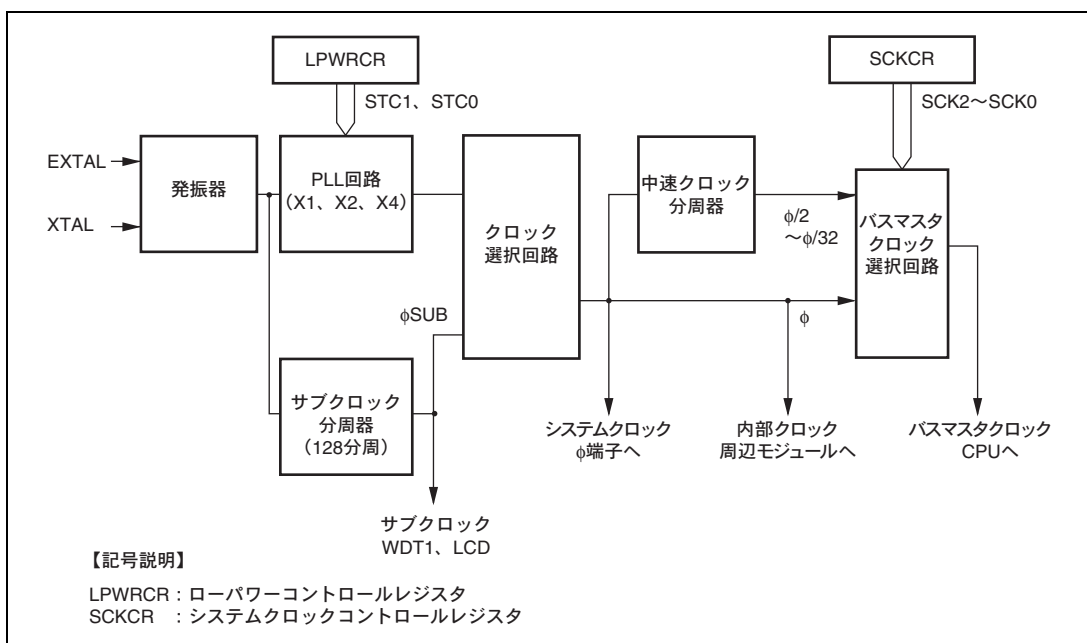 LPWRCR
SCKCR
STC1、STC0
SCK2～SCK0
EXTAL
XTAL
発振器
PLL回路
（X1、X2、X4）
クロック
選択回路
中速クロック
分周器
φ/2
～φ/32
バスマスタ
クロック
選択回路
φSUB
φ
サブクロック
分周器
（128分周）
システムクロック
φ端子へ
内部クロック
周辺モジュールへ
バスマスタクロック
CPUへ
サブクロック
WDT1、LCD
【記号説明】
LPWRCR：ローパワーコントロールレジスタ
SCKCR ：システムクロックコントロールレジスタ